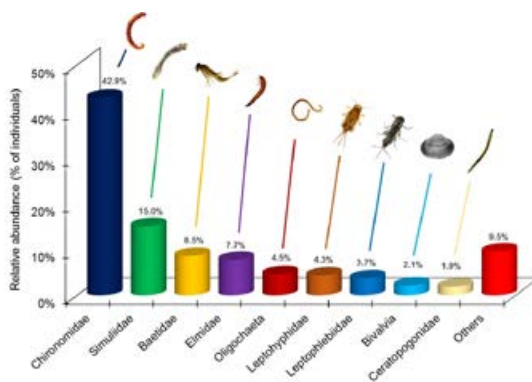 Relative abundance (% of individuals)
50%
40%
30%
20%
10%
0%
42.9%
15.0%
8.5%
7.7%
4.5%
4.3%
3.7%
2.1%
1.9%
9.5%
Chironomidae
Simuliidae
Baetidae
Elmidae
Oligochaeta
Leptohyphidae
Leptophlebiidae
Bivalvia
Ceratopogonidae
Others